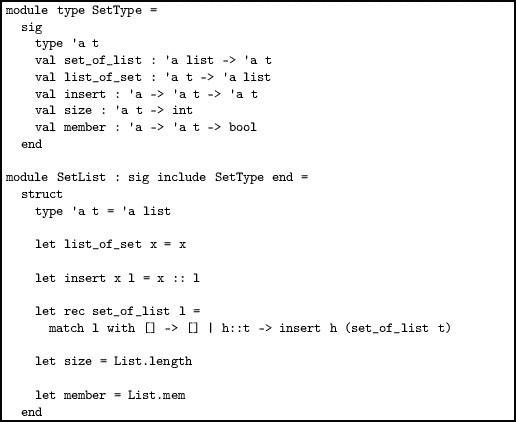 module type SetType =
  sig
    type 'a t
    val set_of_list : 'a list -> 'a t
    val list_of_set : 'a t -> 'a list
    val insert : 'a -> 'a t -> 'a t
    val size : 'a t -> int
    val member : 'a -> 'a t -> bool
  end

module SetList : sig include SetType end =
  struct
    type 'a t = 'a list

    let list_of_set x = x

    let insert x l = x :: l

    let rec set_of_list l =
      match l with [] -> [] | h::t -> insert h (set_of_list t)

    let size = List.length

    let member = List.mem
  end